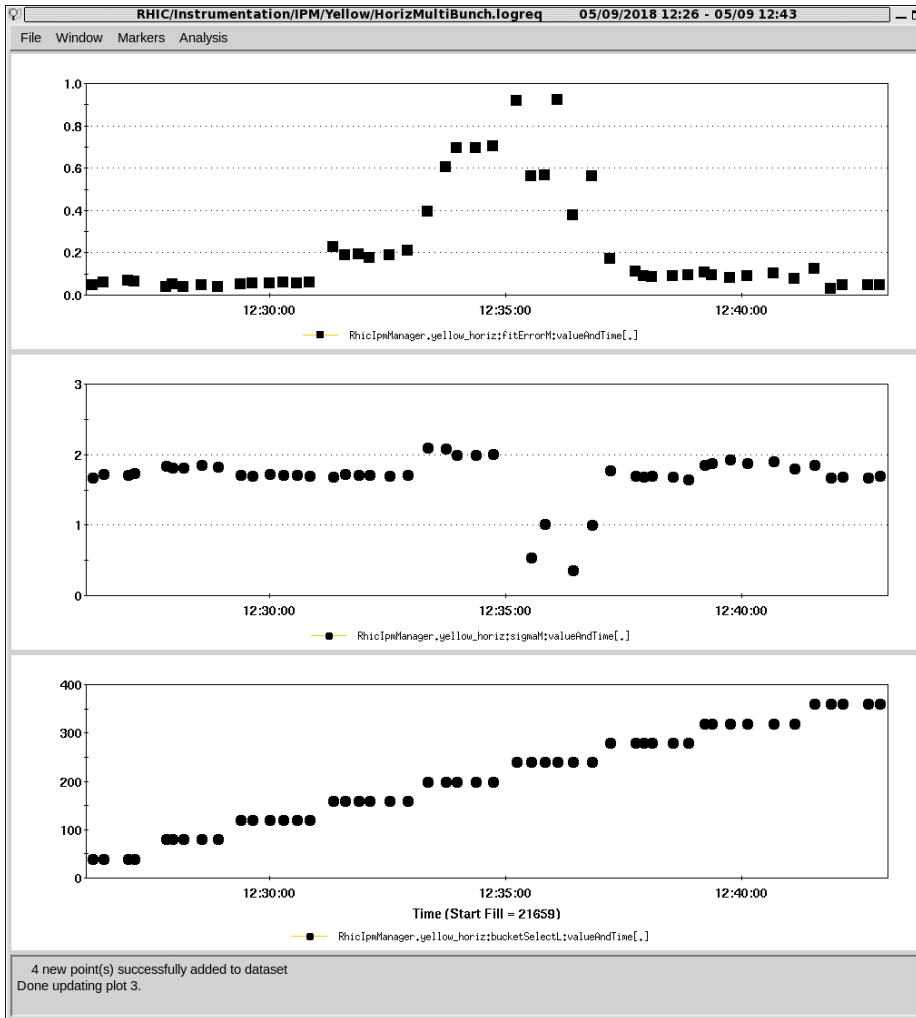 RHIC/Instrumentation/IPM/Yellow/HorizMultiBunch.logreq 05/09/2018 12:26 - 05/09 12:43
File Window Markers Analysis
1.0
0.8
0.6
0.4
0.2
0.0
12:30:00 12:35:00 12:40:00
RhicIpmManager.yellow_horiz:fitErrorM:valueAndTime[.]
3
2
1
0
12:30:00 12:35:00 12:40:00
RhicIpmManager.yellow_horiz:sigmaM:valueAndTime[.]
400
300
200
100
0
12:30:00 12:35:00 12:40:00
Time (Start Fill = 21659)
RhicIpmManager.yellow_horiz:bucketSelectL:valueAndTime[.]
4 new point(s) successfully added to dataset
Done updating plot 3.